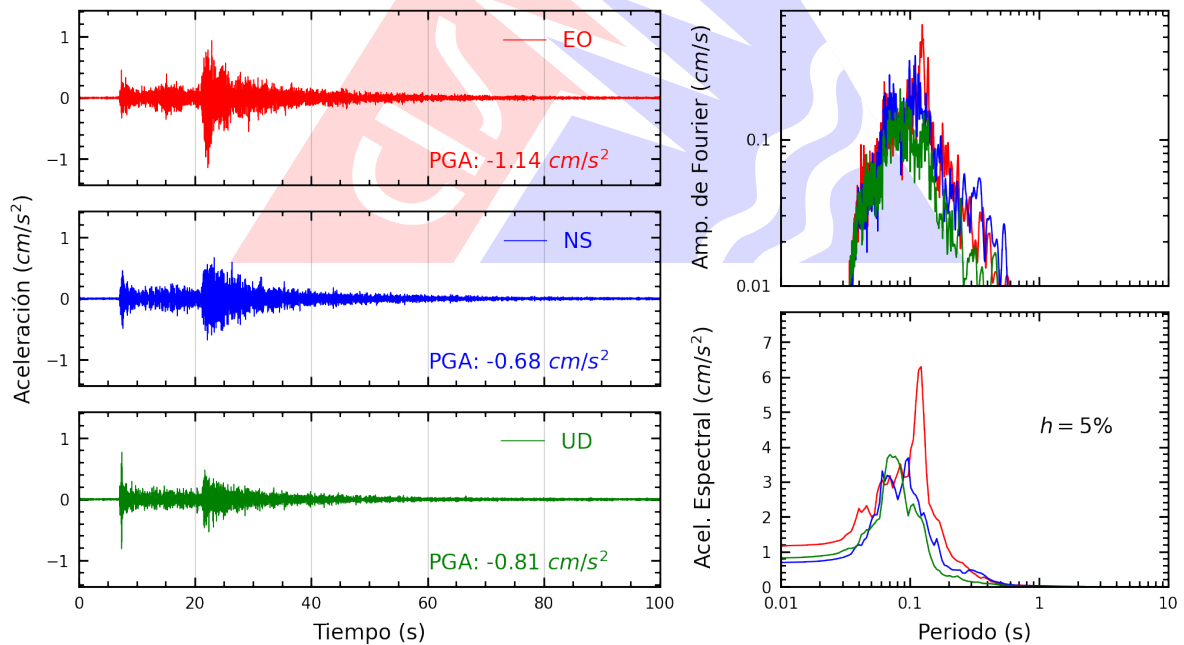 Aceleración (cm/s²)
1
0
−1
EO
PGA: -1.14 cm/s²
1
0
−1
NS
PGA: -0.68 cm/s²
1
0
−1
UD
PGA: -0.81 cm/s²
0 20 40 60 80 100
Tiempo (s)
Amp. de Fourier (cm/s)
0.1
0.01
Acel. Espectral (cm/s²)
7
6
5
4
3
2
1
0
h = 5%
0.01 0.1 1 10
Periodo (s)